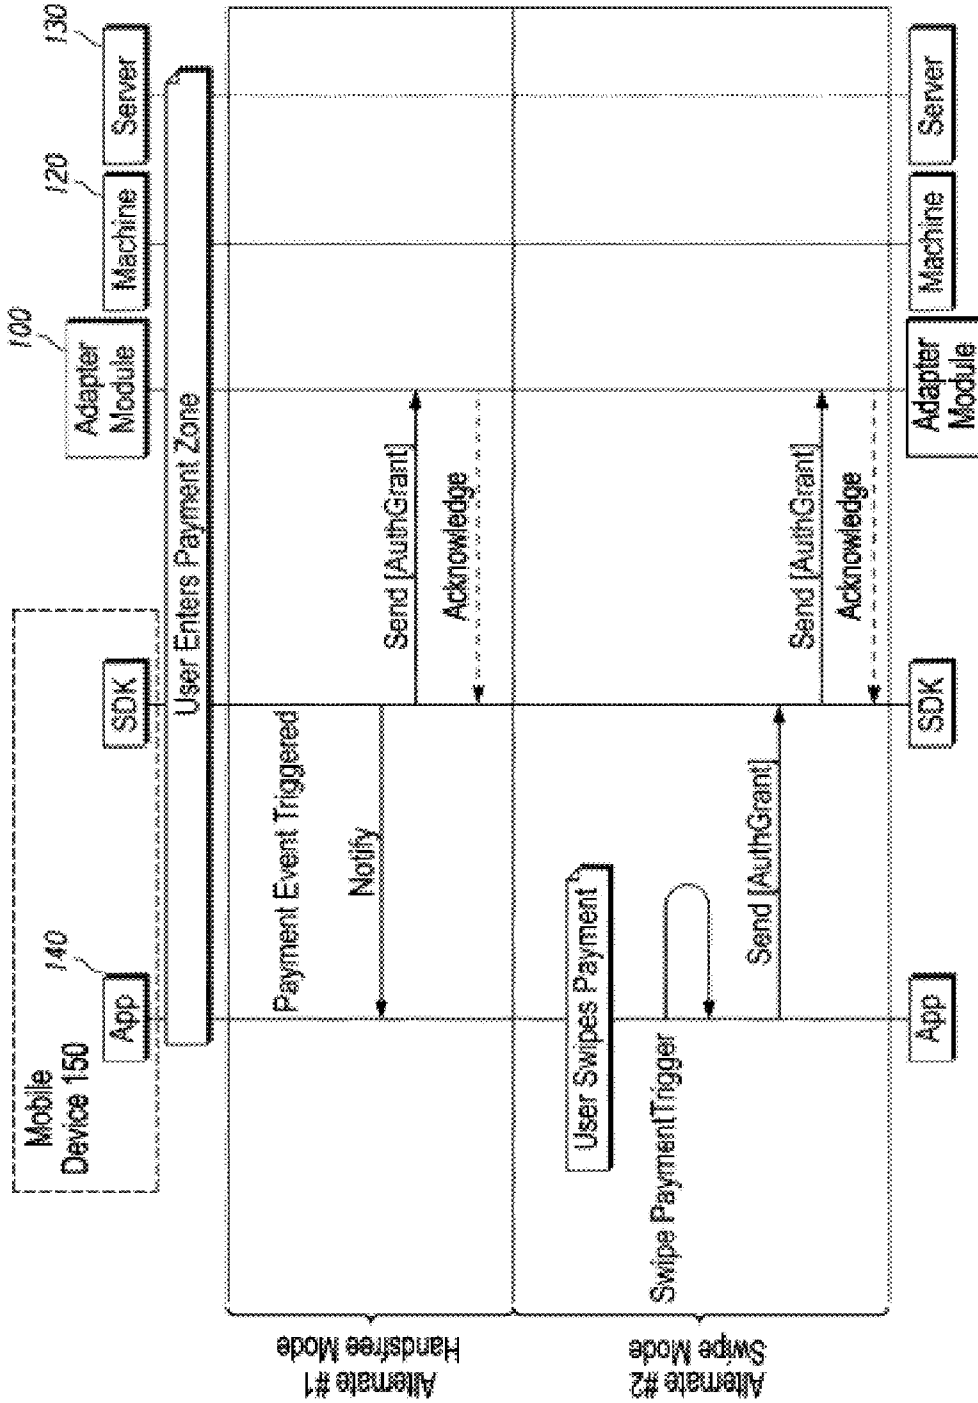 Mobile
Device 150
140
100
120
130
App
SDK
Adapter
Module
Machine
Server
User Enters Payment Zone
Alternate #1
Handsfree Mode
Payment Event Triggered
Notify
Send [AuthGrant]
Acknowledge
Alternate #2
Swipe Mode
User Swipes Payment
Swipe PaymentTrigger
Send [AuthGrant]
Send [AuthGrant]
Acknowledge
App
SDK
Adapter
Module
Machine
Server